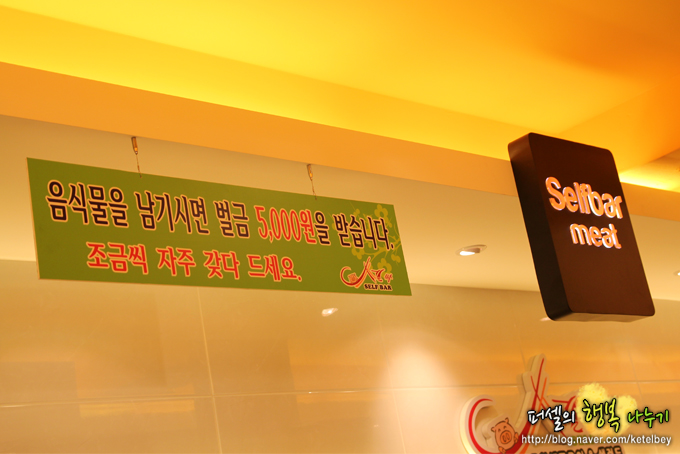 음식물을 남기시면 벌금 5,000원을 받습니다.
조금씩 자주 갖다 드세요.
SELF BAR
Selfbar
meat
퍼셀의 행복 나누기
http://blog.naver.com/ketelbey